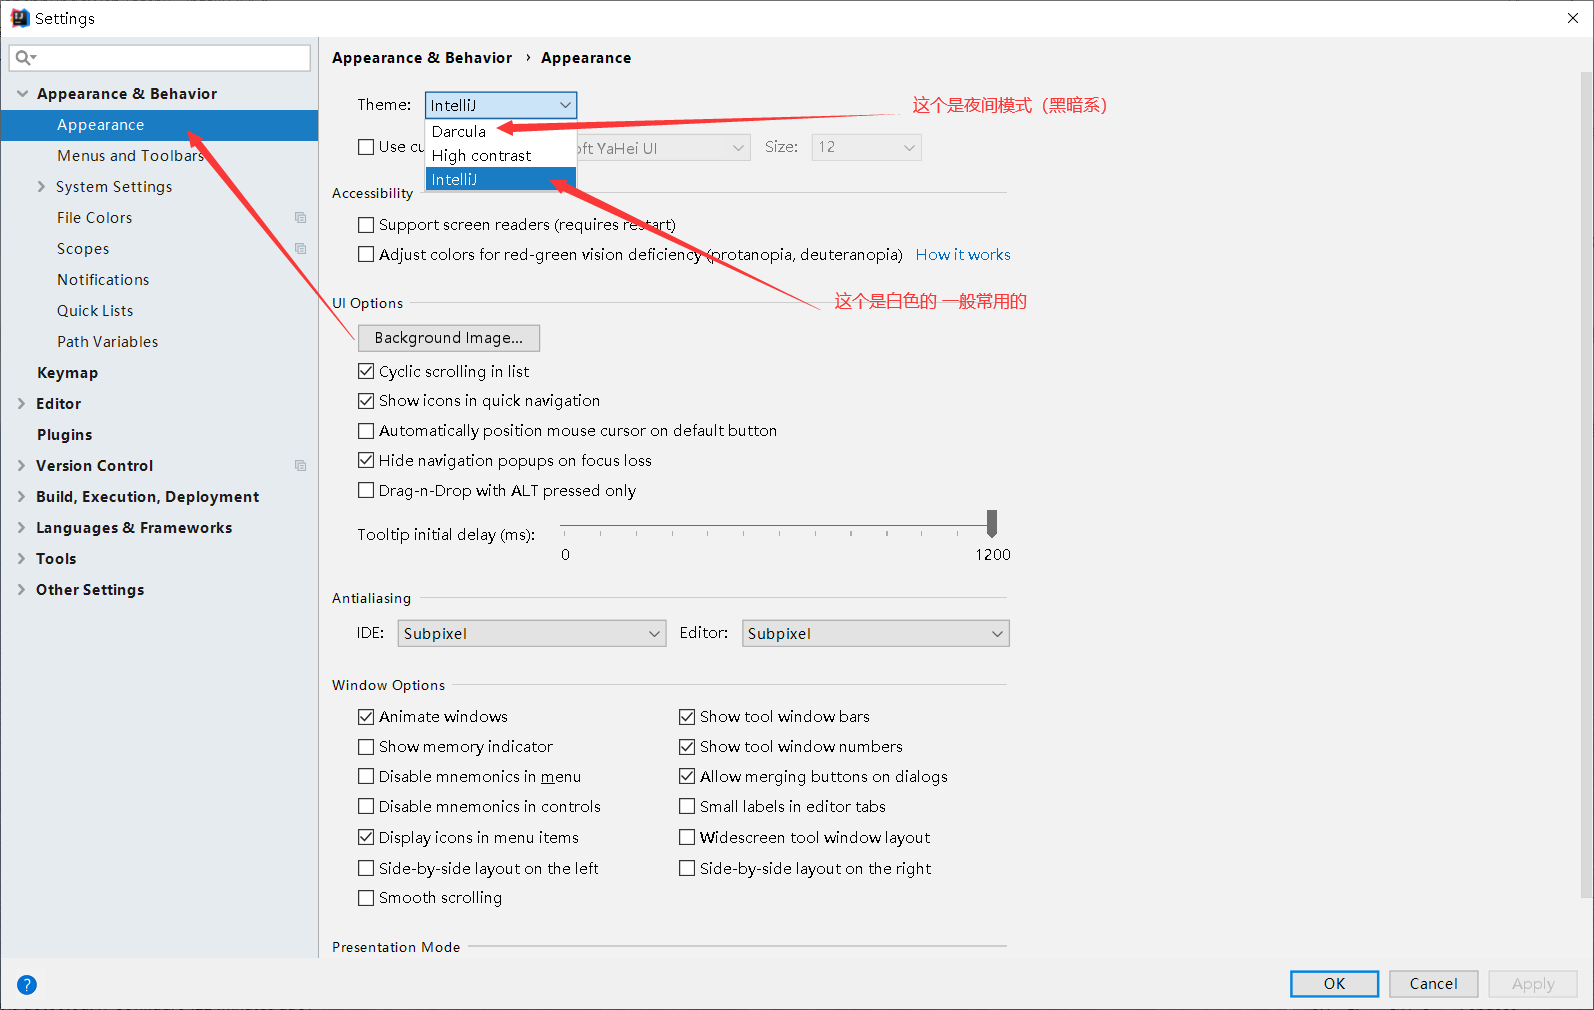 Settings
Appearance & Behavior
Appearance
Menus and Toolbars
System Settings
File Colors
Scopes
Notifications
Quick Lists
Path Variables
Keymap
Editor
Plugins
Version Control
Build, Execution, Deployment
Languages & Frameworks
Tools
Other Settings
Appearance & Behavior › Appearance
Theme: IntelliJ
这个是夜间模式（黑暗系）
Darcula
High contrast
IntelliJ
Use cu
oft YaHei UI Size: 12
Accessibility
Support screen readers (requires restart)
Adjust colors for red-green vision deficiency (protanopia, deuteranopia) How it works
这个是白色的 一般常用的
UI Options
Background Image...
Cyclic scrolling in list
Show icons in quick navigation
Automatically position mouse cursor on default button
Hide navigation popups on focus loss
Drag-n-Drop with ALT pressed only
Tooltip initial delay (ms):
0 1200
Antialiasing
IDE: Subpixel Editor: Subpixel
Window Options
Animate windows Show tool window bars
Show memory indicator Show tool window numbers
Disable mnemonics in menu Allow merging buttons on dialogs
Disable mnemonics in controls Small labels in editor tabs
Display icons in menu items Widescreen tool window layout
Side-by-side layout on the left Side-by-side layout on the right
Smooth scrolling
Presentation Mode
? OK Cancel Apply